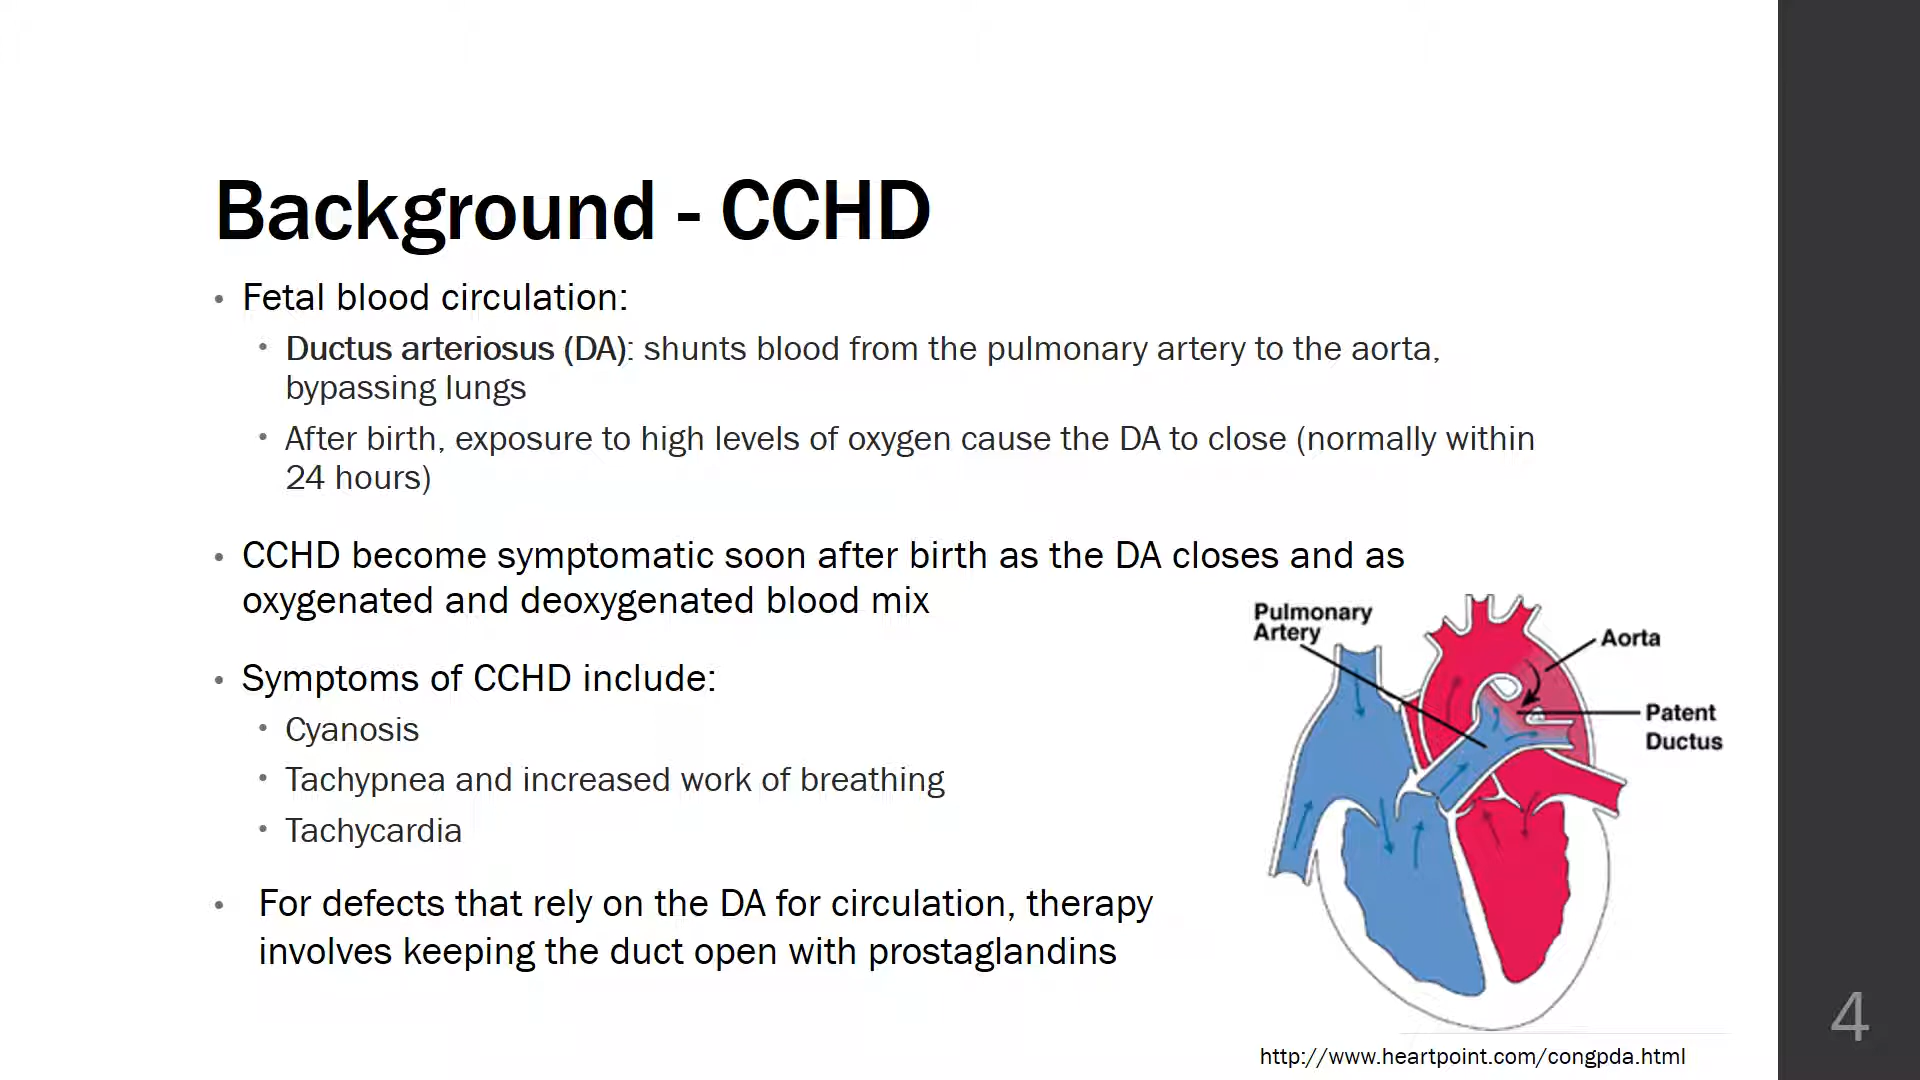 Background - CCHD
• Fetal blood circulation:
• Ductus arteriosus (DA): shunts blood from the pulmonary artery to the aorta,
bypassing lungs
• After birth, exposure to high levels of oxygen cause the DA to close (normally within
24 hours)
• CCHD become symptomatic soon after birth as the DA closes and as
oxygenated and deoxygenated blood mix
• Symptoms of CCHD include:
• Cyanosis
• Tachypnea and increased work of breathing
• Tachycardia
• For defects that rely on the DA for circulation, therapy
involves keeping the duct open with prostaglandins
Pulmonary
Artery
Aorta
Patent
Ductus
http://www.heartpoint.com/congpda.html
4